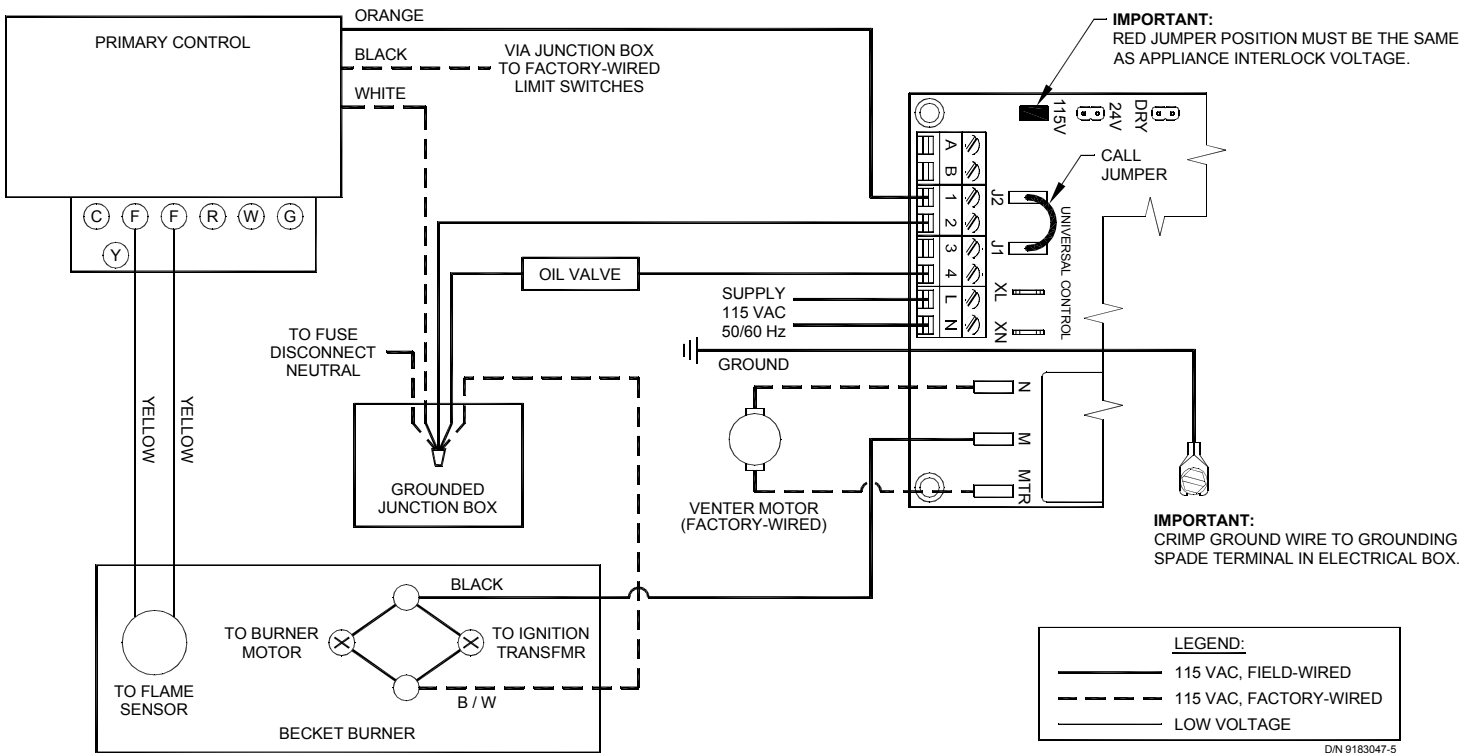 ORANGE
PRIMARY CONTROL
BLACK
VIA JUNCTION BOX
TO FACTORY-WIRED
LIMIT SWITCHES
WHITE
C F F R W G
Y
IMPORTANT:
RED JUMPER POSITION MUST BE THE SAME
AS APPLIANCE INTERLOCK VOLTAGE.
115V
24V
DRY
CALL
JUMPER
A
B
1
2
3
4
L
N
J2
J1
XL
XN
UNIVERSAL CONTROL
OIL VALVE
SUPPLY
115 VAC
50/60 Hz
GROUND
TO FUSE
DISCONNECT
NEUTRAL
YELLOW
YELLOW
GROUNDED
JUNCTION BOX
VENTER MOTOR
(FACTORY-WIRED)
N
M
MTR
IMPORTANT:
CRIMP GROUND WIRE TO GROUNDING
SPADE TERMINAL IN ELECTRICAL BOX.
BLACK
TO BURNER
MOTOR
TO IGNITION
TRANSFMR
B / W
TO FLAME
SENSOR
BECKET BURNER
LEGEND:
115 VAC, FIELD-WIRED
115 VAC, FACTORY-WIRED
LOW VOLTAGE
D/N 9183047-5